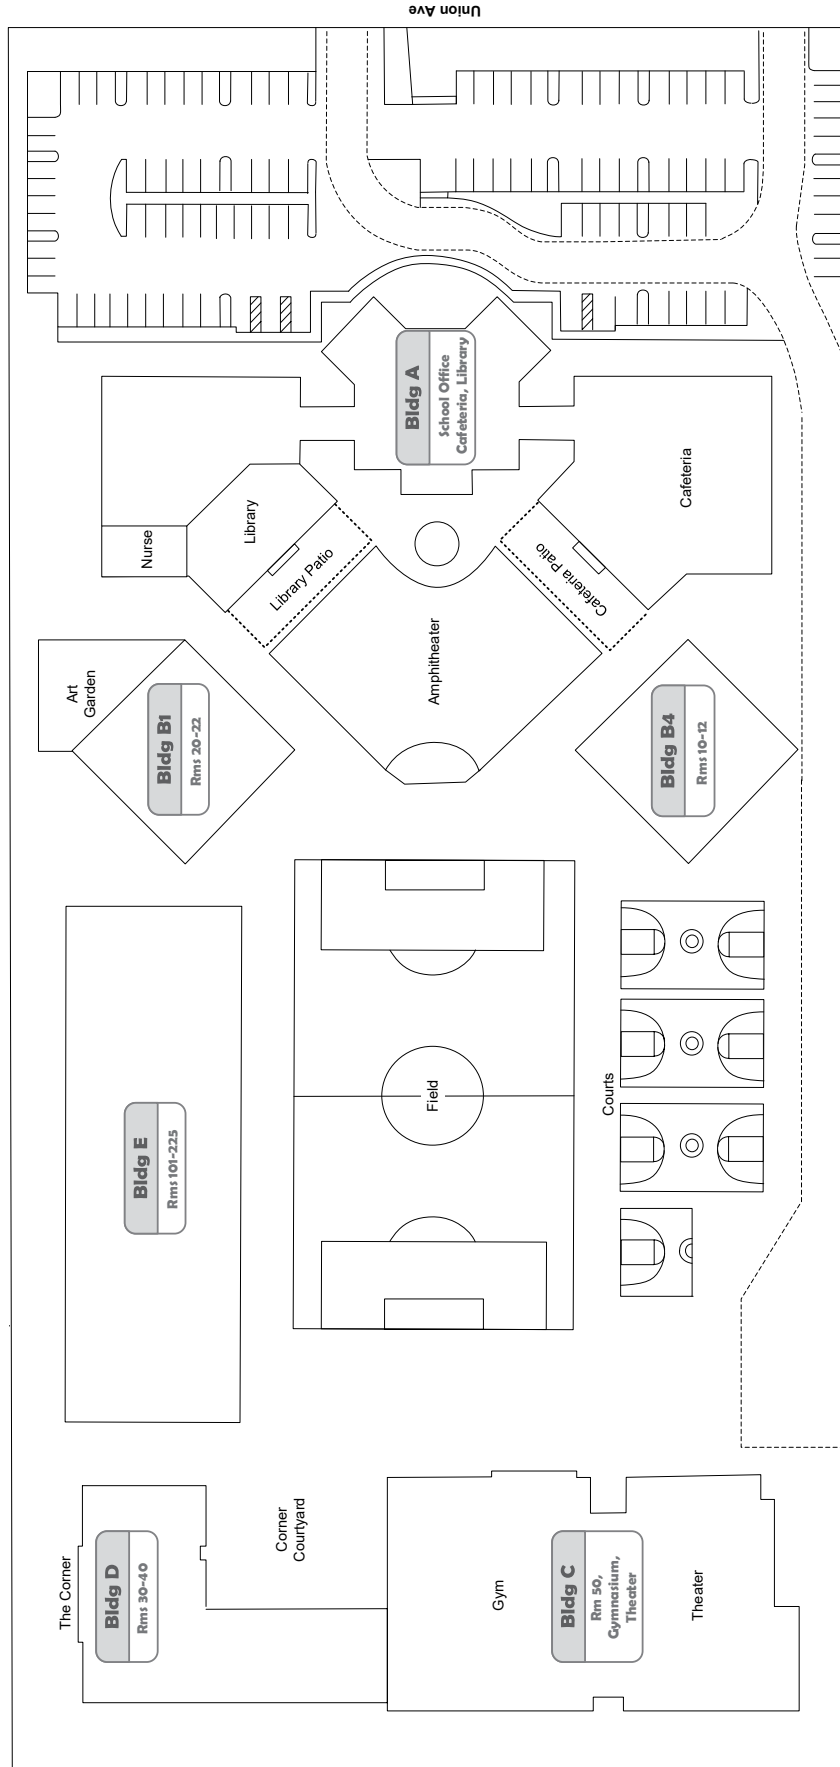 Union Ave
Bldg A
School Office
Cafeteria, Library
Nurse
Library
Library Patio
Cafeteria
Cafeteria Patio
Amphitheater
Art
Garden
Bldg B1
Rms 20-22
Bldg B4
Rms 10-12
Bldg E
Rms 101-225
Field
Courts
The Corner
Bldg D
Rms 30-40
Corner
Courtyard
Gym
Bldg C
Rm 50,
Gymnasium,
Theater
Theater